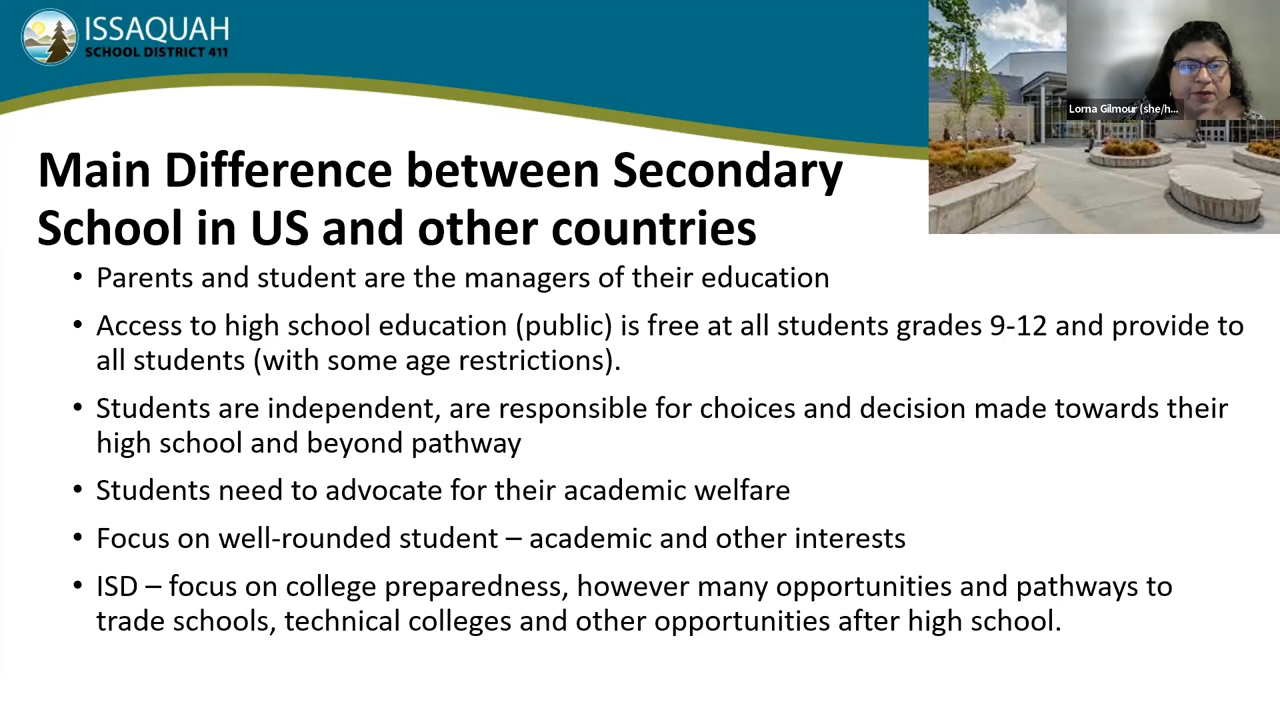 ISSAQUAH
SCHOOL DISTRICT 411
Lorna Gilmour (she/h...
Main Difference between Secondary
School in US and other countries
• Parents and student are the managers of their education
• Access to high school education (public) is free at all students grades 9-12 and provide to
all students (with some age restrictions).
• Students are independent, are responsible for choices and decision made towards their
high school and beyond pathway
• Students need to advocate for their academic welfare
• Focus on well-rounded student – academic and other interests
• ISD – focus on college preparedness, however many opportunities and pathways to
trade schools, technical colleges and other opportunities after high school.